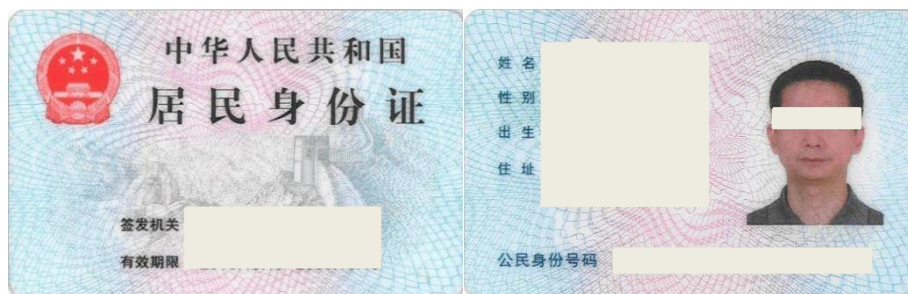 中华人民共和国
居民身份证
签发机关
有效期限
姓名
性别
出生
住址
公民身份号码